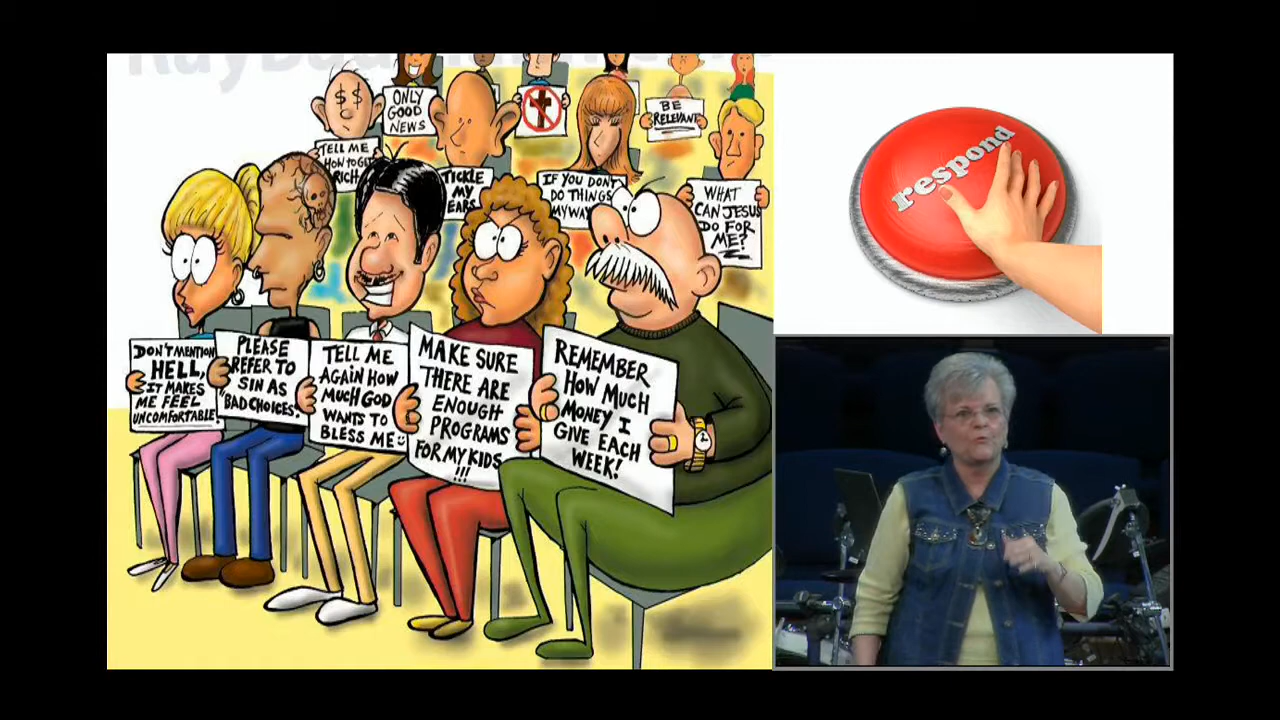 TELL ME
HOW TO GET
RICH
ONLY
GOOD
NEWS
TICKLE
MY
EARS
IF YOU DON'T
DO THINGS
MY WAY
BE
RELEVANT
WHAT
CAN JESUS
DO FOR
ME?
DON'T MENTION
HELL,
IT MAKES
ME FEEL
UNCOMFORTABLE
PLEASE
REFER TO
SIN AS
"BAD CHOICES".
TELL ME
AGAIN HOW
MUCH GOD
WANTS TO
BLESS ME
MAKE SURE
THERE ARE
ENOUGH
PROGRAMS
FOR MY KIDS
!!!
REMEMBER
HOW MUCH
MONEY I
GIVE EACH
WEEK!
respond